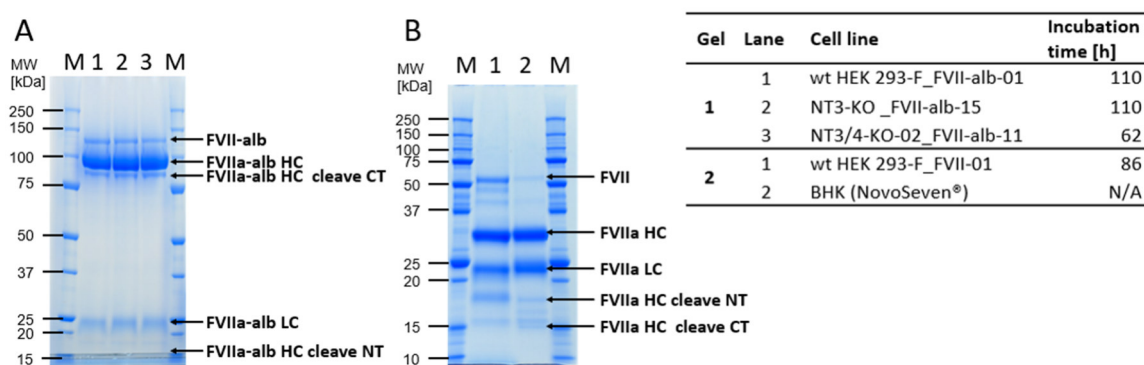 A
MW
[kDa]
M 1 2 3 M
250
150
100
75
50
37
25
20
15
FVII-alb
FVIIa-alb HC
FVIIa-alb HC cleave CT
FVIIa-alb LC
FVIIa-alb HC cleave NT
B
MW
[kDa]
M 1 2 M
250
150
100
75
50
37
25
20
15
10
FVII
FVIIa HC
FVIIa LC
FVIIa HC cleave NT
FVIIa HC cleave CT
Gel Lane Cell line Incubation
time [h]
1 wt HEK 293-F_FVII-alb-01 110
1 2 NT3-KO _FVII-alb-15 110
3 NT3/4-KO-02_FVII-alb-11 62
1 wt HEK 293-F_FVII-01 86
2
2 BHK (NovoSeven®) N/A